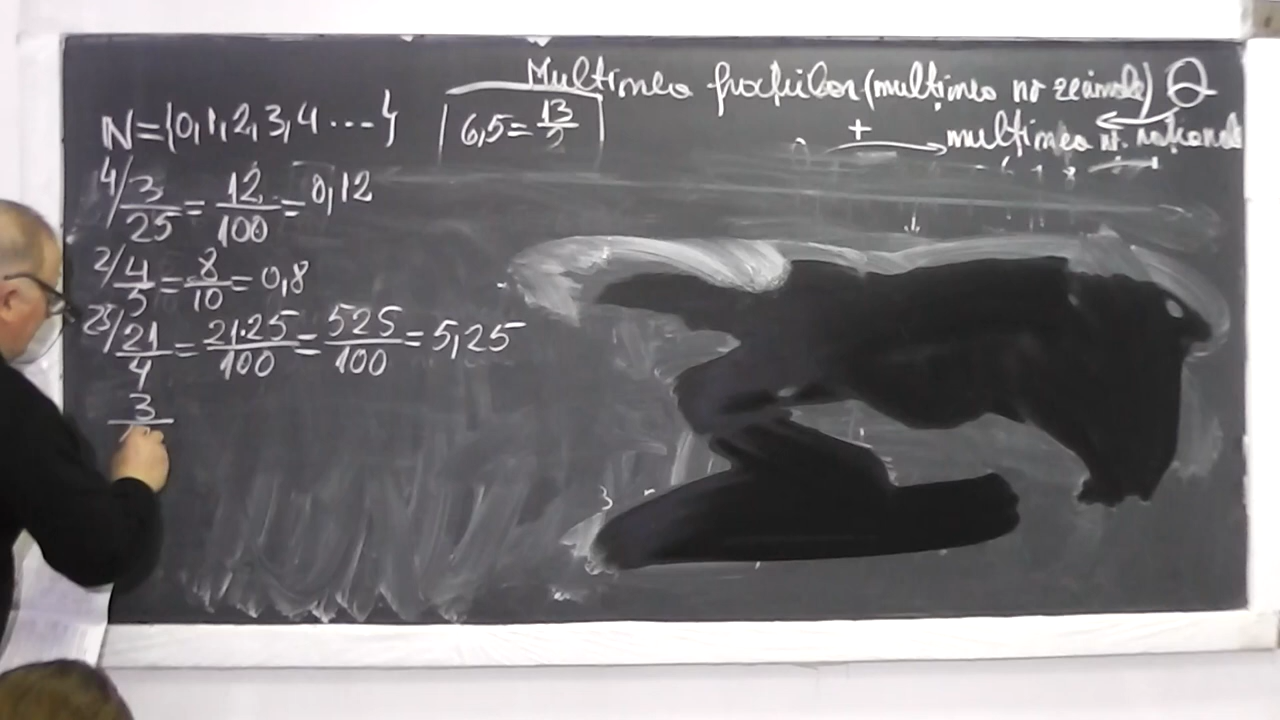 Mulțimea fracțiilor (mulțimea nr zecimale) Q
N={0,1,2,3,4 ....}
6,5=13/2
+ → mulțimea nr. raționale
4/ 3/25 = 12/100 = 0,12
2/ 4/5 = 8/10 = 0,8
25/ 21/4 = 21·25/100 = 525/100 = 5,25
3